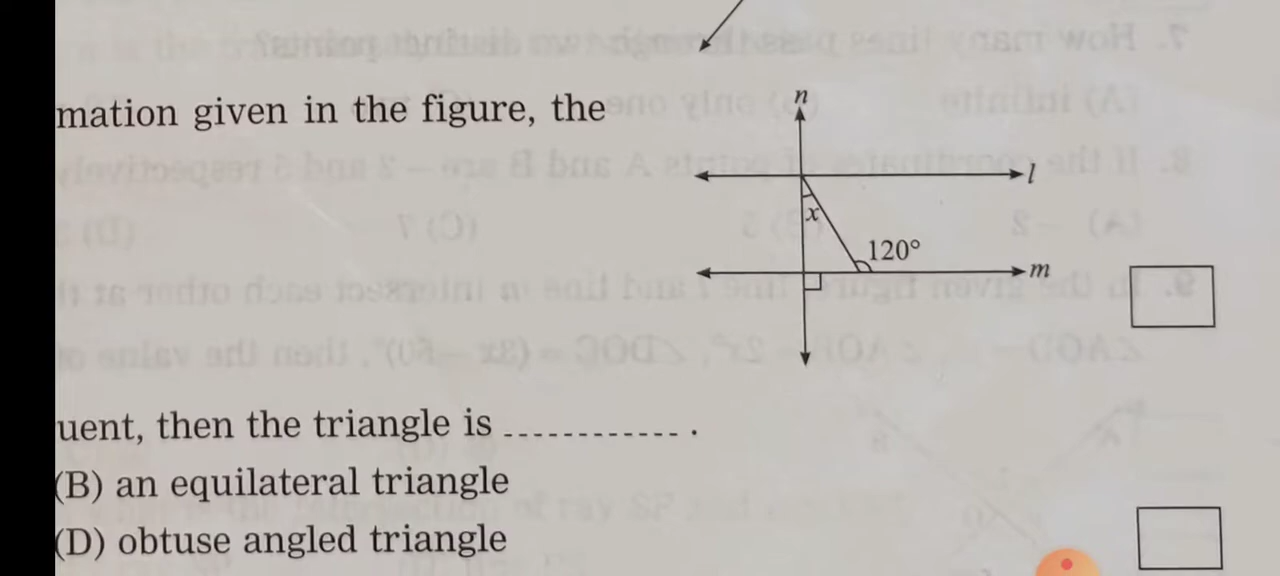 mation given in the figure, the
n
l
x
120°
m
uent, then the triangle is ------------ .
(B) an equilateral triangle
(D) obtuse angled triangle